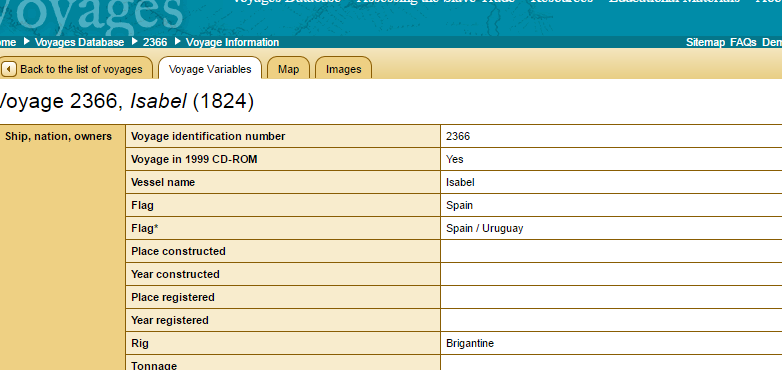 Voyages
Voyages Database Assessing the Slave Trade Resources Educational Materials
ome Voyages Database 2366 Voyage Information Sitemap FAQs Dem
Back to the list of voyages Voyage Variables Map Images
Voyage 2366, Isabel (1824)
Ship, nation, owners Voyage identification number 2366
Voyage in 1999 CD-ROM Yes
Vessel name Isabel
Flag Spain
Flag* Spain / Uruguay
Place constructed
Year constructed
Place registered
Year registered
Rig Brigantine
Tonnage